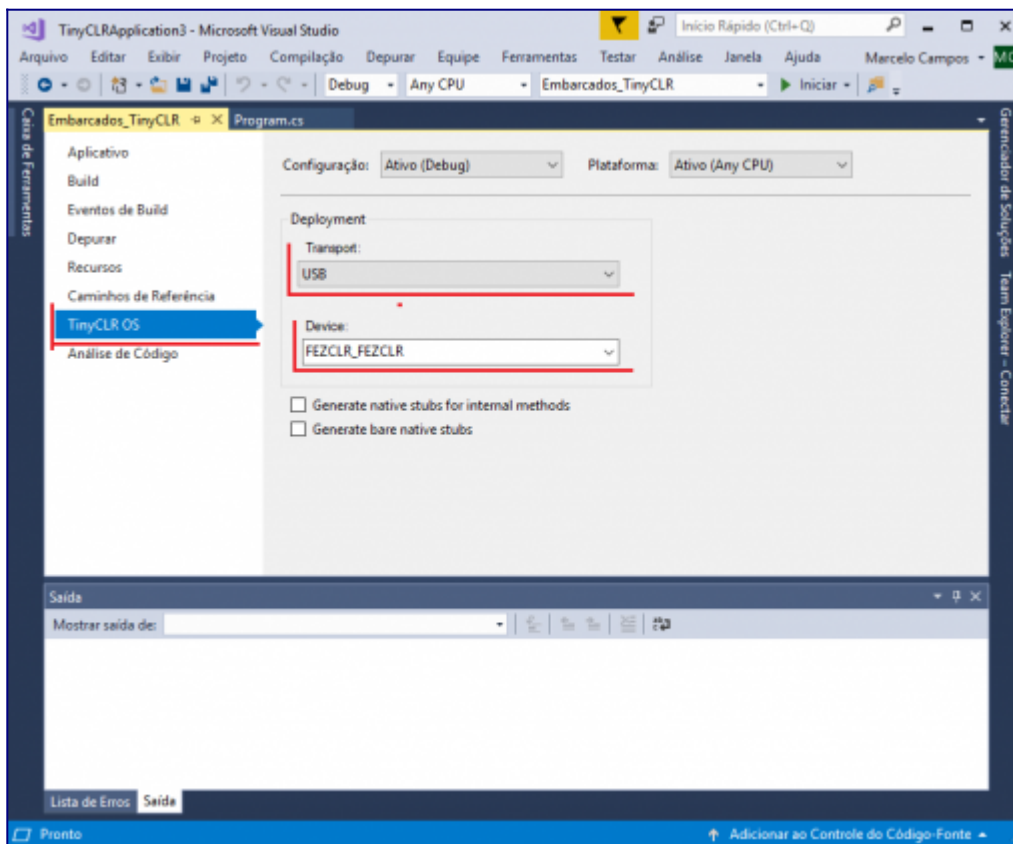 TinyCLRApplication3 - Microsoft Visual Studio
Início Rápido (Ctrl+Q)
Arquivo Editar Exibir Projeto Compilação Depurar Equipe Ferramentas Testar Análise Janela Ajuda Marcelo Campos MC
Debug Any CPU Embarcados_TinyCLR Iniciar
Caixa de Ferramentas
Embarcados_TinyCLR Program.cs
Aplicativo
Build
Eventos de Build
Depurar
Recursos
Caminhos de Referência
TinyCLR OS
Análise de Código
Configuração: Ativo (Debug) Plataforma: Ativo (Any CPU)
Deployment
Transport:
USB
Device:
FEZCLR_FEZCLR
Generate native stubs for internal methods
Generate bare native stubs
Gerenciador de Soluções
Team Explorer – Conectar
Saída
Mostrar saída de:
Lista de Erros Saída
Pronto
Adicionar ao Controle do Código-Fonte